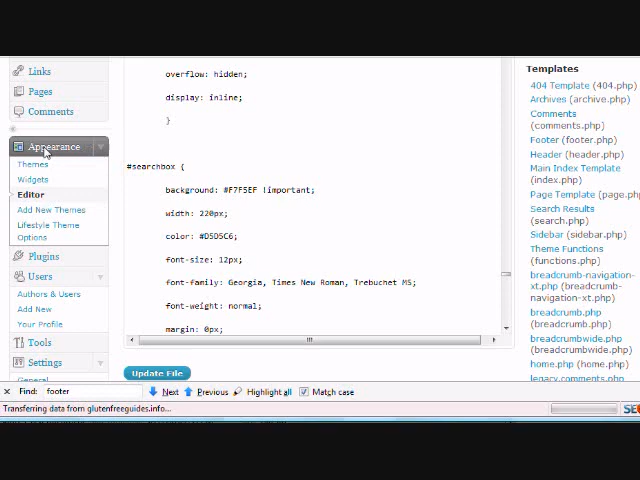 Links
Pages
Comments
Appearance
Themes
Widgets
Editor
Add New Themes
Lifestyle Theme
Options
Plugins
Users
Authors & Users
Add New
Your Profile
Tools
Settings
General
overflow: hidden;
display: inline;
}
#searchbox {
background: #F7F5EF !important;
width: 220px;
color: #D5D5C6;
font-size: 12px;
font-family: Georgia, Times New Roman, Trebuchet MS;
font-weight: normal;
margin: 0px;
Update File
Templates
404 Template (404.php)
Archives (archive.php)
Comments
(comments.php)
Footer (footer.php)
Header (header.php)
Main Index Template
(index.php)
Page Template (page.php
Search Results
(search.php)
Sidebar (sidebar.php)
Theme Functions
(functions.php)
breadcrumb-navigation-
xt.php (breadcrumb-
navigation-xt.php)
breadcrumb.php
(breadcrumb.php)
breadcrumbwide.php
(breadcrumbwide.php)
home.php (home.php)
legacy.comments.php
Find: footer Next Previous Highlight all Match case
Transferring data from glutenfreeguides.info...